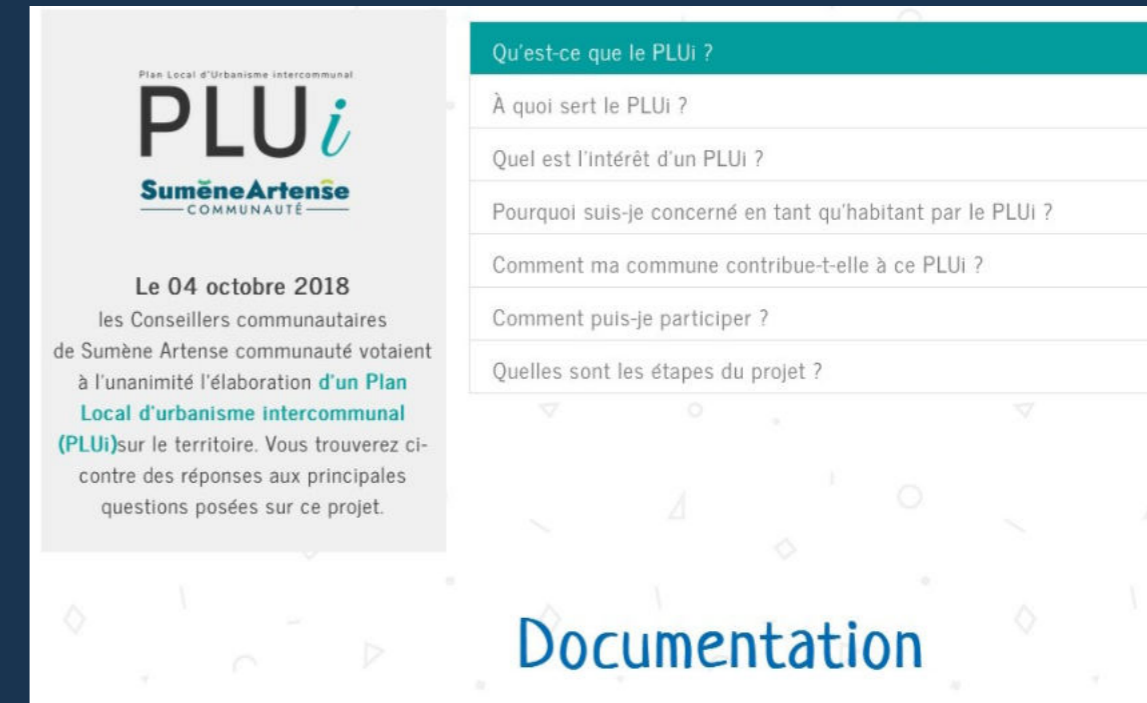 Plan Local d'Urbanisme intercommunal
PLUi
SumèneArtense
COMMUNAUTÉ
Le 04 octobre 2018
les Conseillers communautaires
de Sumène Artense communauté votaient
à l'unanimité l'élaboration d'un Plan
Local d'urbanisme intercommunal
(PLUi)sur le territoire. Vous trouverez ci-
contre des réponses aux principales
questions posées sur ce projet.
Qu'est-ce que le PLUi ?
À quoi sert le PLUi ?
Quel est l'intérêt d'un PLUi ?
Pourquoi suis-je concerné en tant qu'habitant par le PLUi ?
Comment ma commune contribue-t-elle à ce PLUi ?
Comment puis-je participer ?
Quelles sont les étapes du projet ?
Documentation